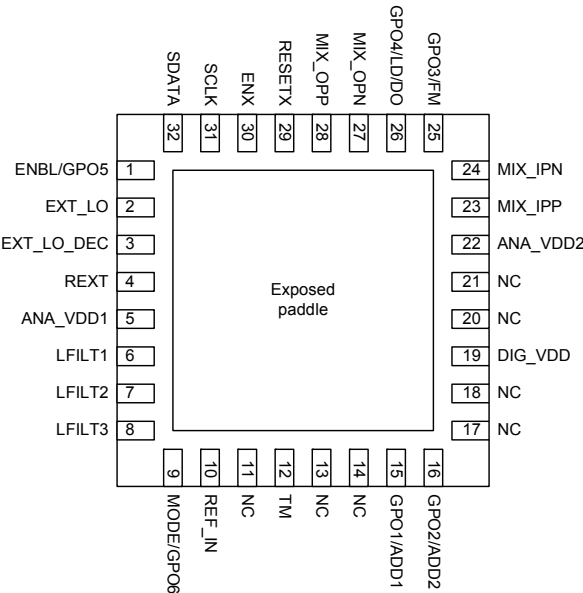 SDATA
SCLK
ENX
RESETX
MIX_OPP
MIX_OPN
GPO4/LD/DO
GPO3/FM
32
31
30
29
28
27
26
25
ENBL/GPO5 1
EXT_LO 2
EXT_LO_DEC 3
REXT 4
ANA_VDD1 5
LFILT1 6
LFILT2 7
LFILT3 8
Exposed
paddle
24 MIX_IPN
23 MIX_IPP
22 ANA_VDD2
21 NC
20 NC
19 DIG_VDD
18 NC
17 NC
9
10
11
12
13
14
15
16
MODE/GPO6
REF_IN
NC
TM
NC
NC
GPO1/ADD1
GPO2/ADD2